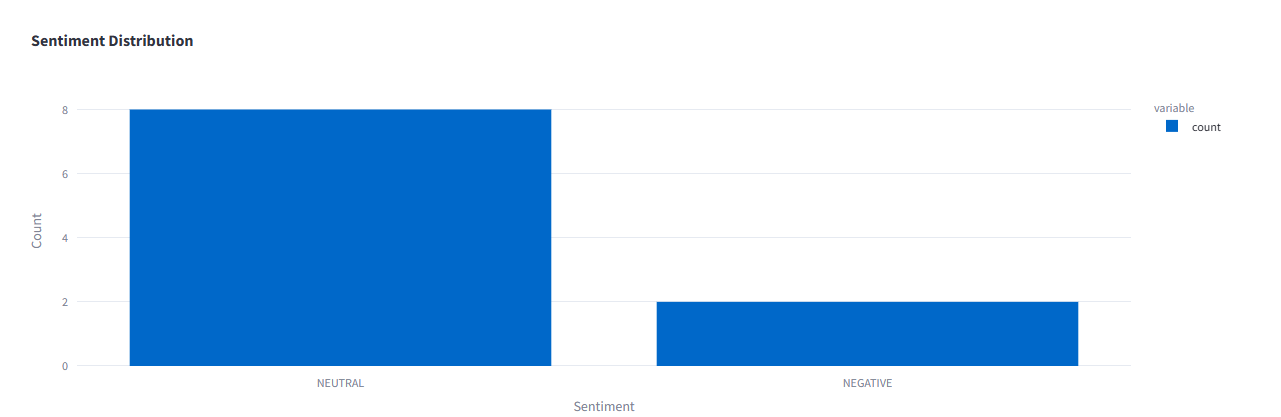 Sentiment Distribution
variable
count
8
6
4
2
0
Count
NEUTRAL
NEGATIVE
Sentiment